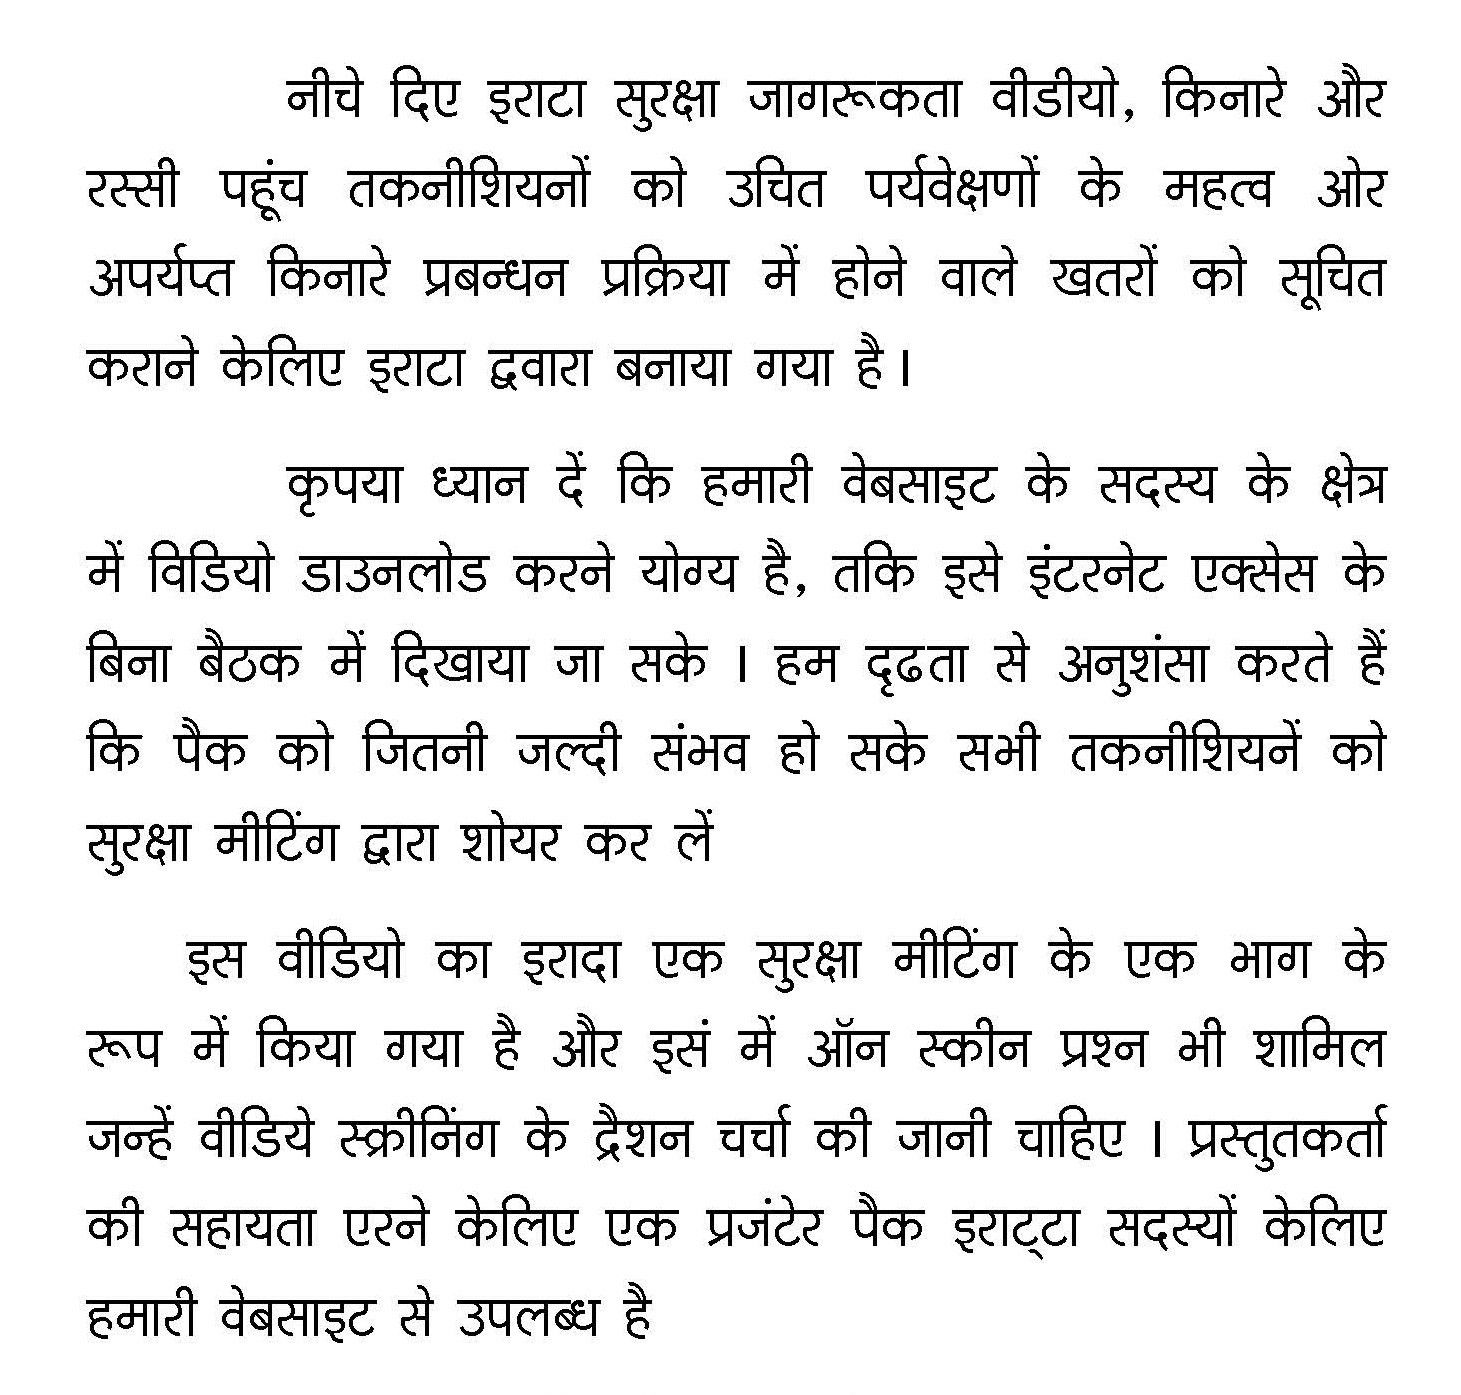 नीचे दिए इराटा सुरक्षा जागरूकता वीडीयो, किनारे और
रस्सी पहूंच तकनीशियनों को उचित पर्यवेक्षणों के महत्व ओर
अपर्यप्त किनारे प्रबन्धन प्रक्रिया में होने वाले खतरों को सूचित
कराने केलिए इराटा द्ववारा बनाया गया है।
कृपया ध्यान दें कि हमारी वेबसाइट के सदस्य के क्षेत्र
में विडियो डाउनलोड करने योग्य है, तकि इसे इंटरनेट एक्सेस के
बिना बैठक में दिखाया जा सके । हम दृढता से अनुशंसा करते हैं
कि पैक को जितनी जल्दी संभव हो सके सभी तकनीशियनें को
सुरक्षा मीटिंग द्वारा शोयर कर लें
इस वीडियो का इरादा एक सुरक्षा मीटिंग के एक भाग के
रूप में किया गया है और इसं में ऑन स्कीन प्रश्न भी शामिल
जन्हें वीडिये स्क्रीनिंग के द्रैशन चर्चा की जानी चाहिए । प्रस्तुतकर्ता
की सहायता एरने केलिए एक प्रजंटेर पैक इराट्टा सदस्यों केलिए
हमारी वेबसाइट से उपलब्ध है